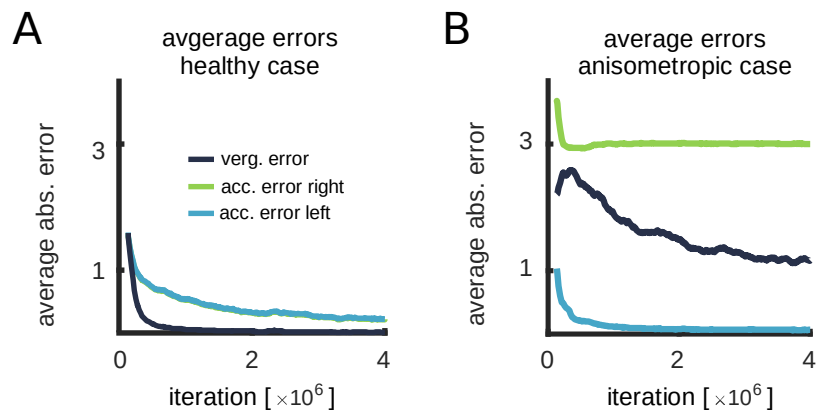 A
avgerage errors
healthy case
average abs. error
3
1
verg. error
acc. error right
acc. error left
0
2
4
iteration [ ×10⁶]
B
average errors
anisometropic case
average abs. error
3
1
0
2
4
iteration [ ×10⁶]